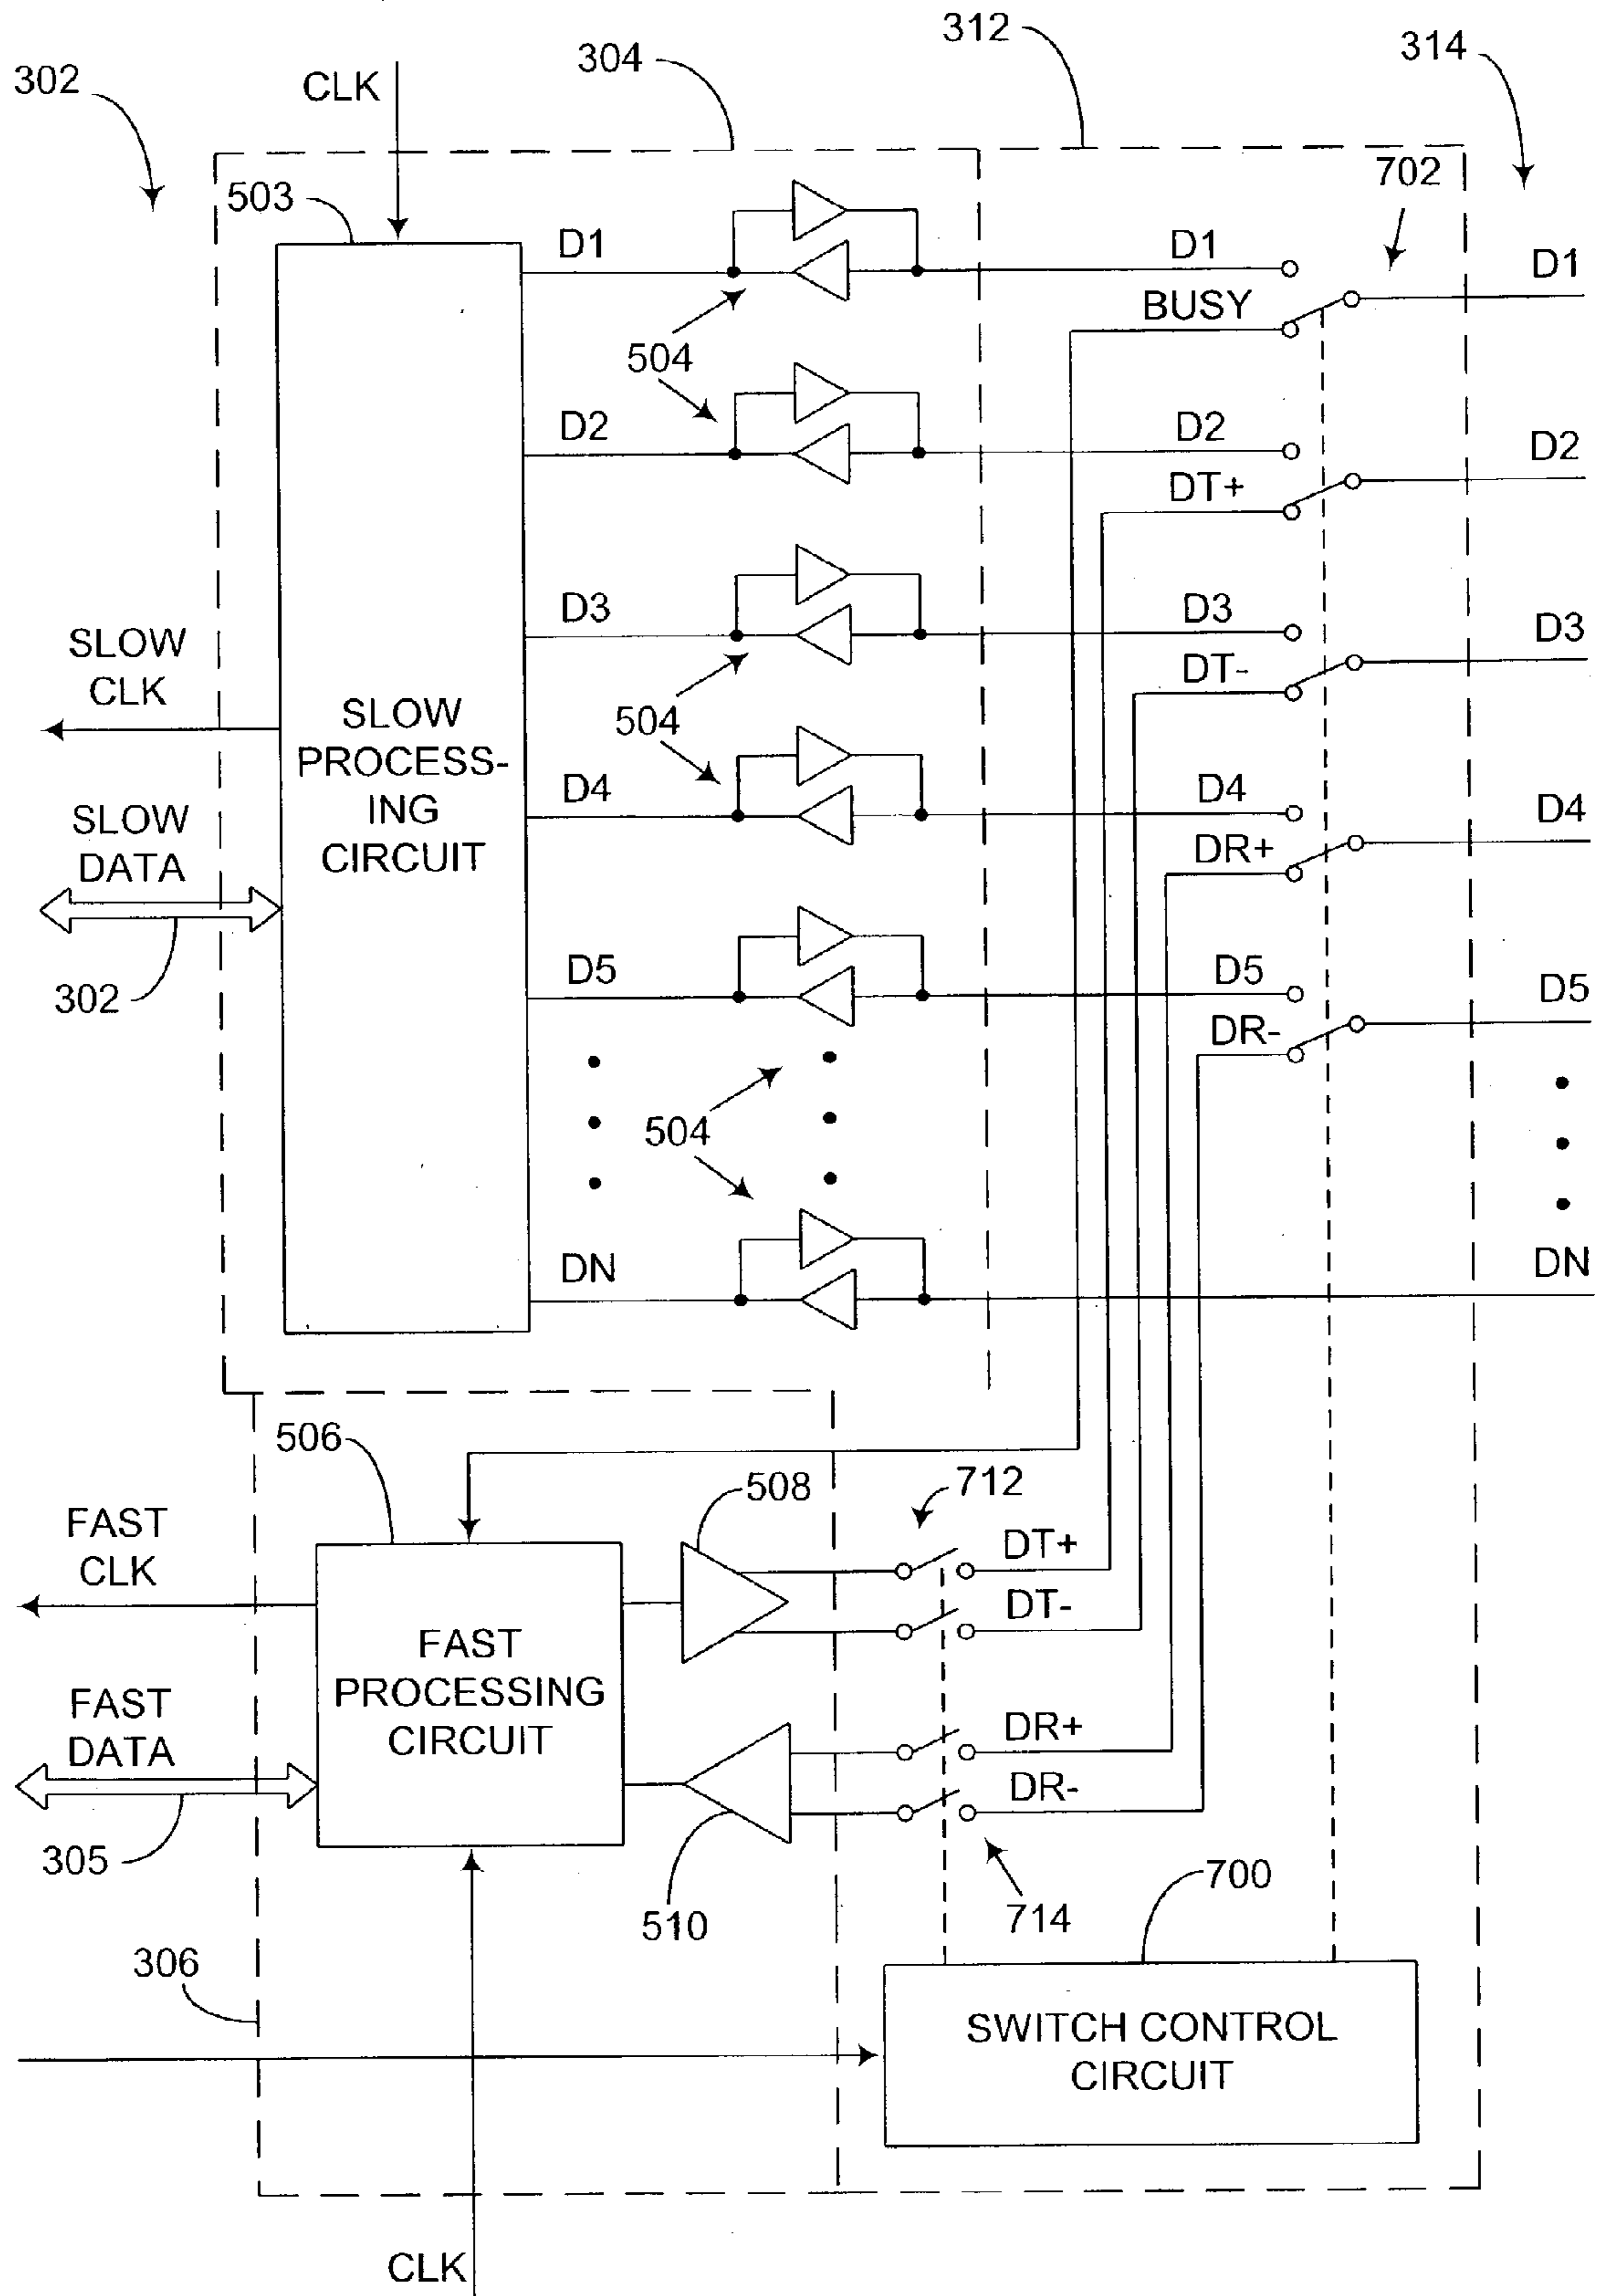 312
304
314
302
CLK
702
503
D1
D1
D1
BUSY
504
D2
D2
D2
DT+
D3
D3
D3
DT-
SLOW
CLK
504
SLOW
PROCESS-
ING
CIRCUIT
D4
D4
D4
SLOW
DATA
DR+
302
D5
D5
D5
DR-
504
DN
DN
506
508
712
FAST
CLK
DT+
DT-
FAST
PROCESSING
CIRCUIT
FAST
DATA
DR+
DR-
305
510
714
700
306
SWITCH CONTROL
CIRCUIT
CLK